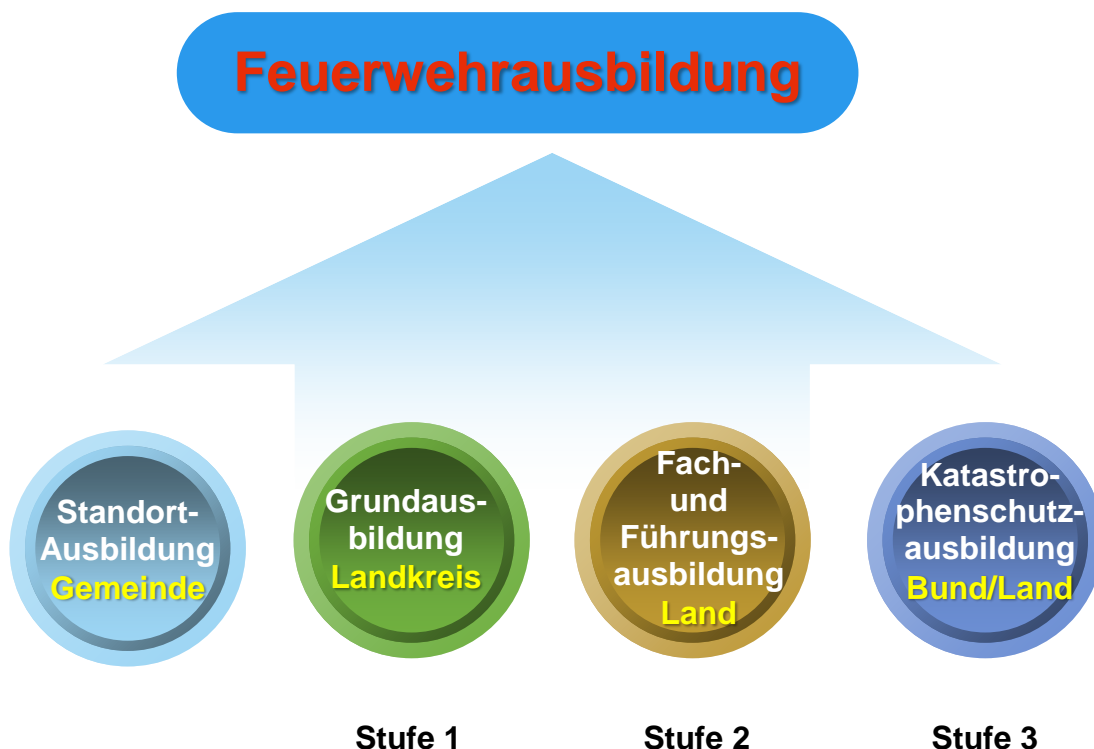 Feuerwehrausbildung
Standort-
Ausbildung
Gemeinde
Grundaus-
bildung
Landkreis
Fach-
und
Führungs-
ausbildung
Land
Katastro-
phenschutz-
ausbildung
Bund/Land
Stufe 1
Stufe 2
Stufe 3